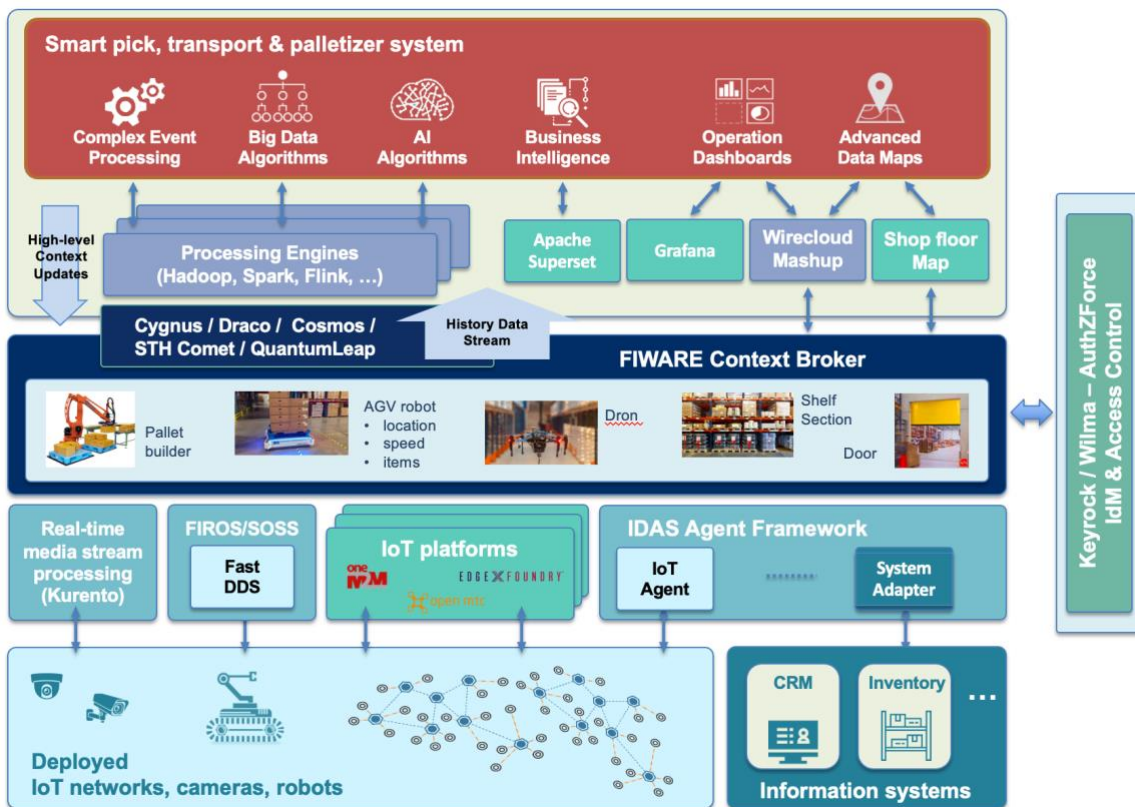 Smart pick, transport & palletizer system
Complex Event
Processing
Big Data
Algorithms
AI
Algorithms
Business
Intelligence
Operation
Dashboards
Advanced
Data Maps
High-level
Context
Updates
Processing Engines
(Hadoop, Spark, Flink, ...)
Apache
Superset
Grafana
Wirecloud
Mashup
Shop floor
Map
Cygnus / Draco / Cosmos /
STH Comet / QuantumLeap
History Data
Stream
FIWARE Context Broker
Pallet
builder
AGV robot
• location
• speed
• items
Dron
Shelf
Section
Door
Keyrock / Wilma – AuthZForce
IdM & Access Control
Real-time
media stream
processing
(Kurento)
FIROS/SOSS
Fast
DDS
IoT platforms
one
M2M
EDGE X FOUNDRY
open mtc
IDAS Agent Framework
IoT
Agent
System
Adapter
Deployed
IoT networks, cameras, robots
CRM
Inventory
...
Information systems